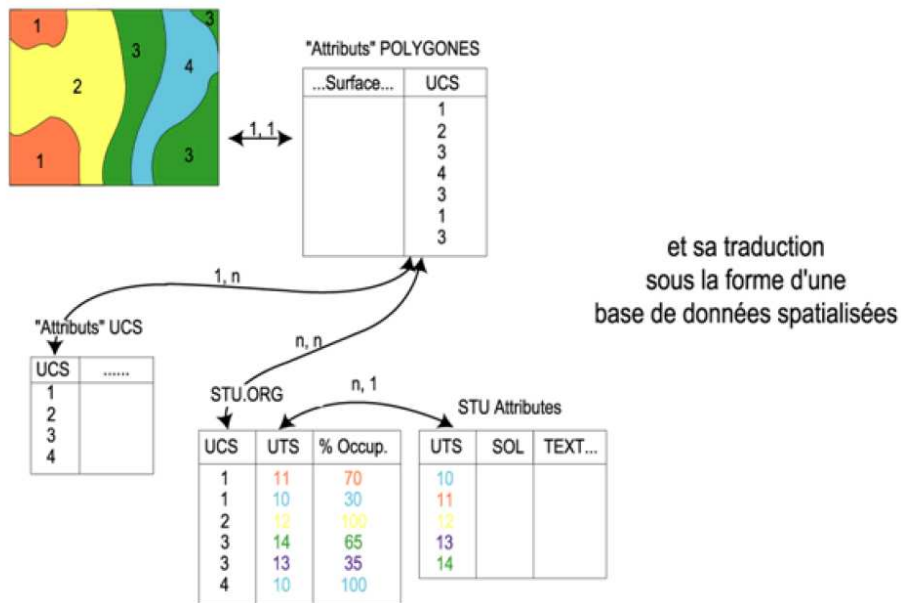 1
3
3
4
2
1
3
"Attributs" POLYGONES
...Surface... UCS
1
2
3
4
3
1
3
1, 1
et sa traduction
sous la forme d'une
base de données spatialisées
1, n
"Attributs" UCS
UCS ......
1
2
3
4
n, n
n, 1
STU.ORG
UCS UTS % Occup.
1 11 70
1 10 30
2 12 100
3 14 65
3 13 35
4 10 100
STU Attributes
UTS SOL TEXT...
10
11
12
13
14